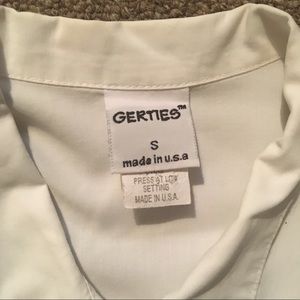 GERTIES™
S
made in u.s.a
PRESS AT LOW
SETTING
MADE IN U.S.A.